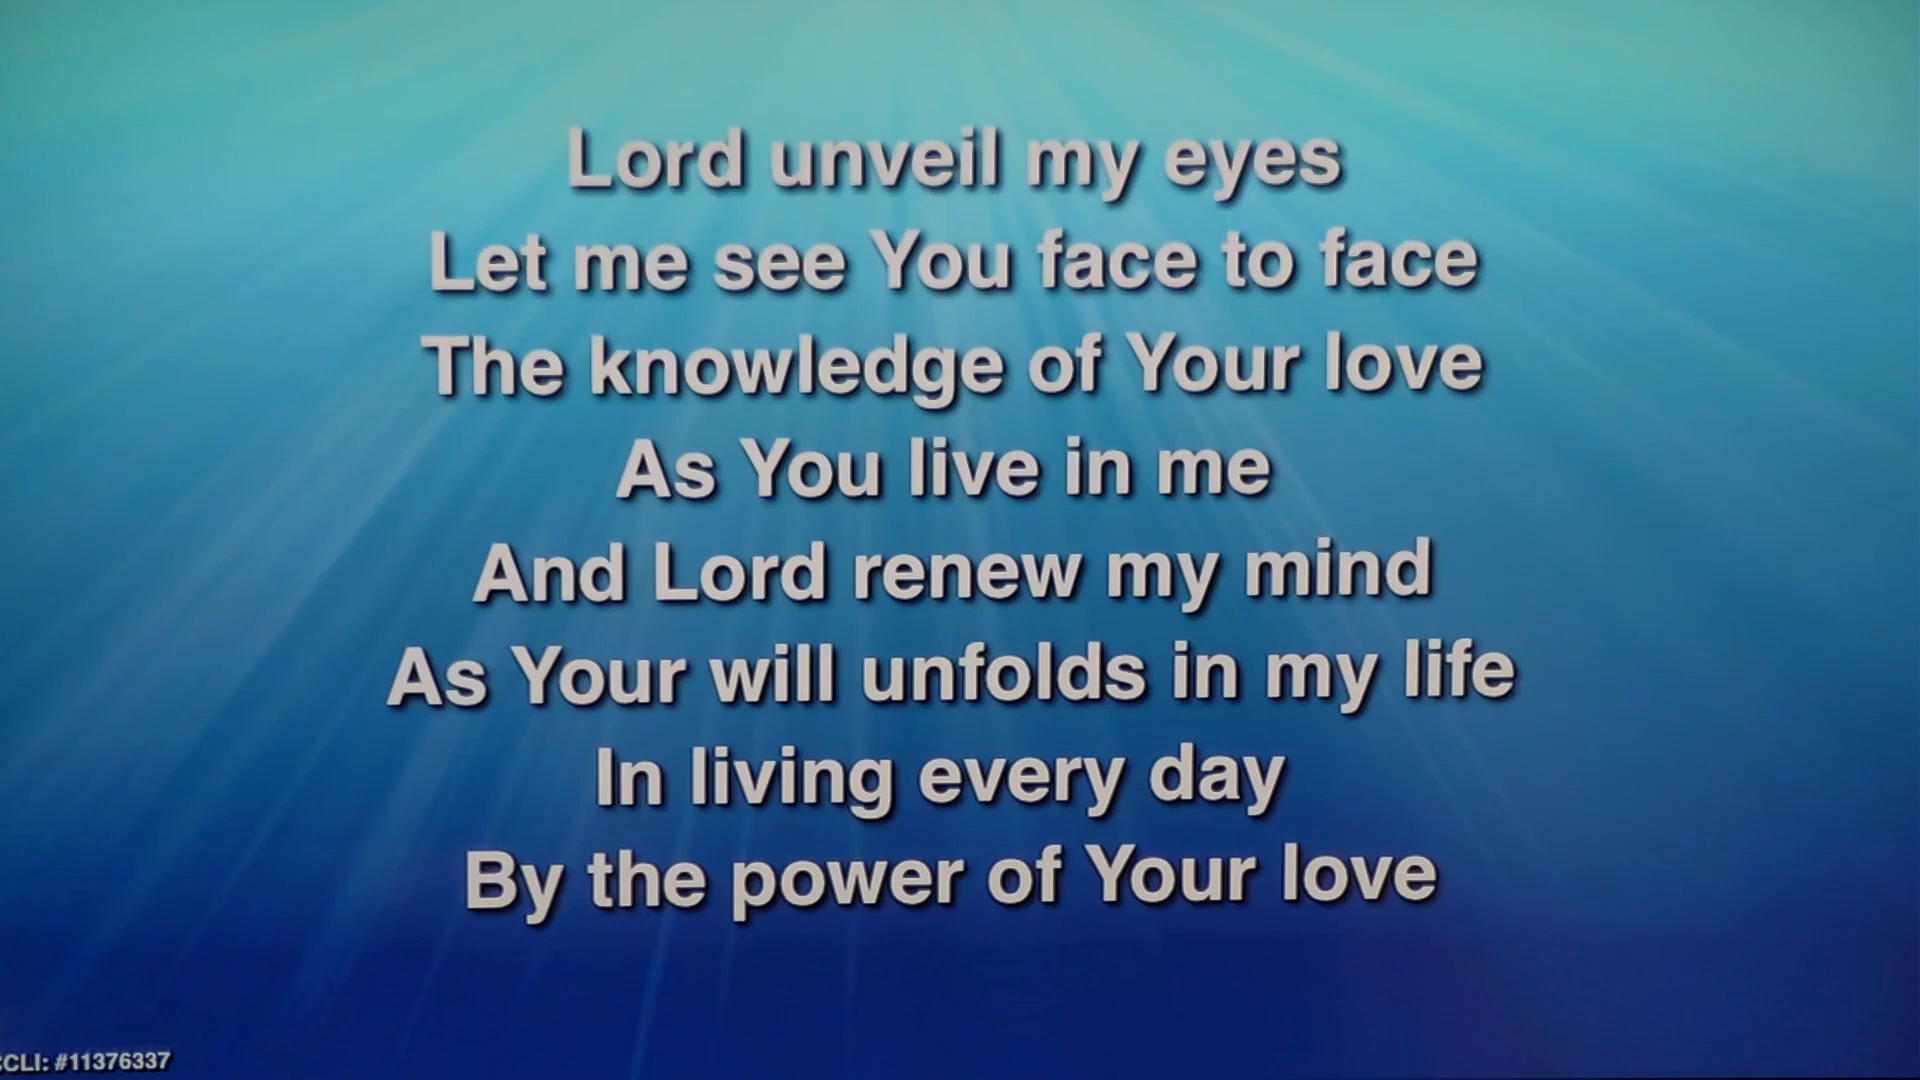 Lord unveil my eyes
Let me see You face to face
The knowledge of Your love
As You live in me
And Lord renew my mind
As Your will unfolds in my life
In living every day
By the power of Your love
CCLI: #11376337